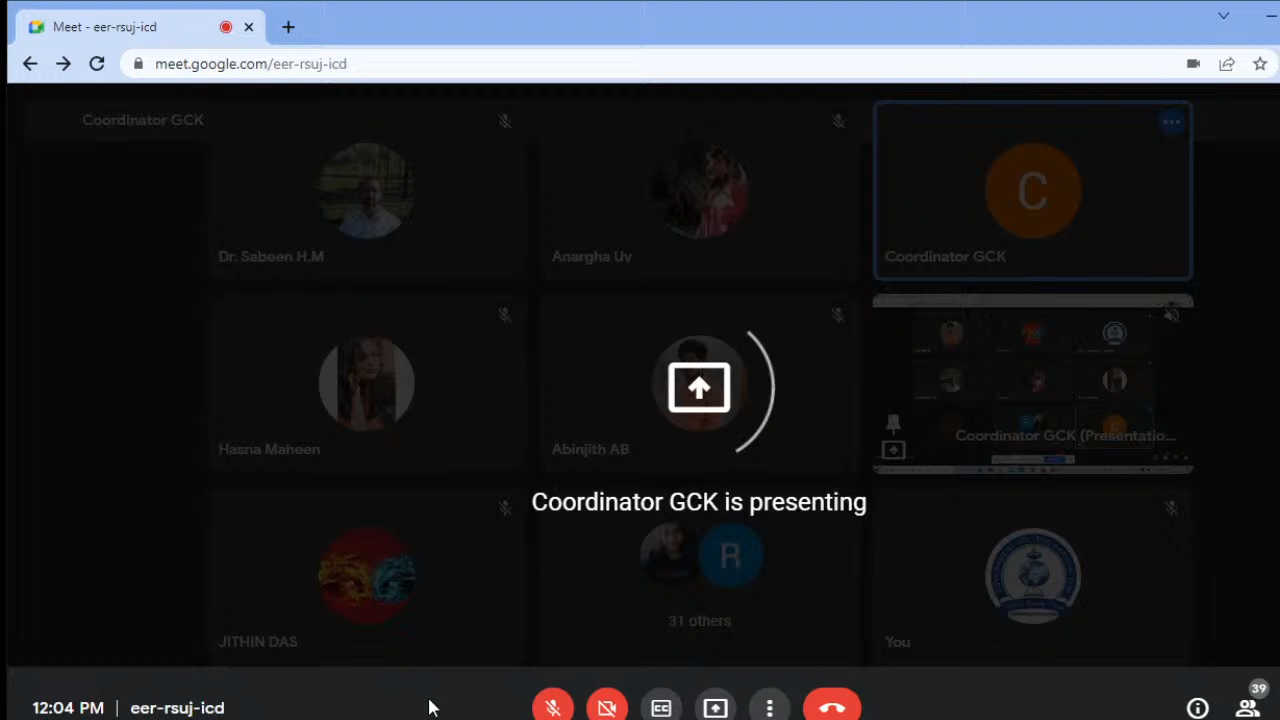 Meet - eer-rsuj-icd
meet.google.com/eer-rsuj-icd
Coordinator GCK
C
Dr. Sabeen H.M
Anargha Uv
Coordinator GCK
Hasna Maheen
Abinjith AB
Coordinator GCK (Presentatio...
Coordinator GCK is presenting
R
31 others
JITHIN DAS
You
12:04 PM | eer-rsuj-icd
CC
39